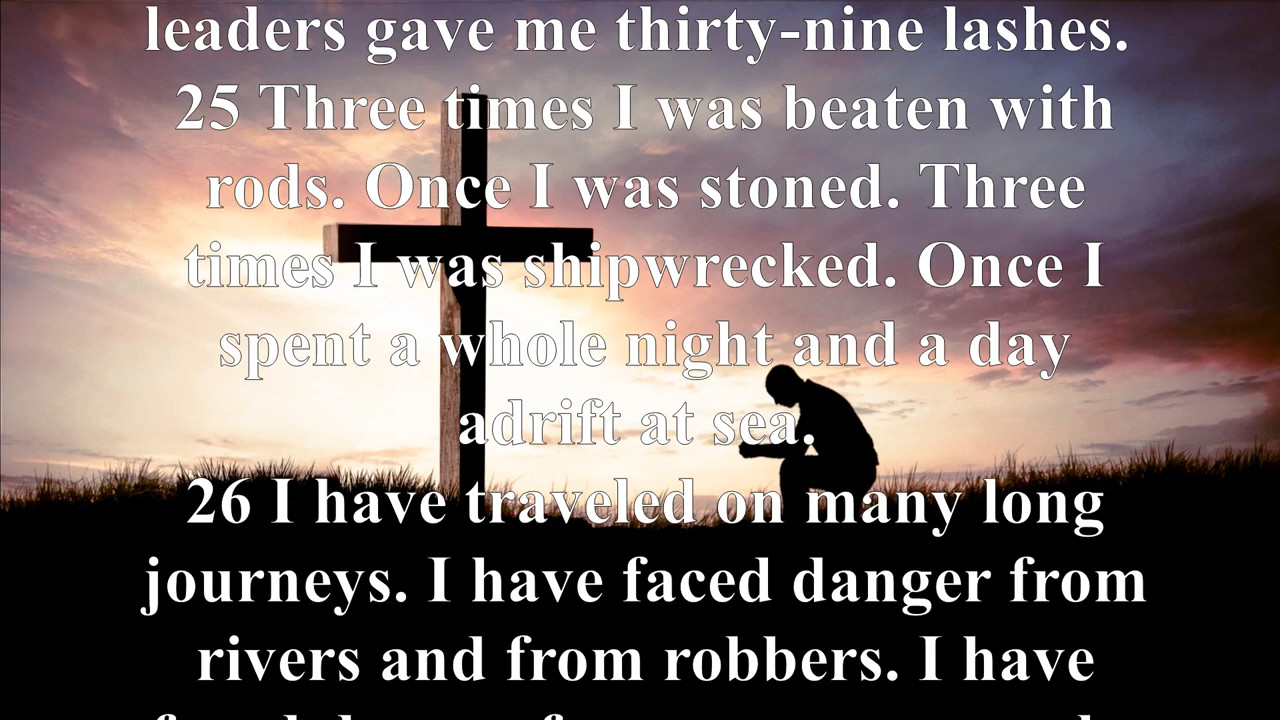 leaders gave me thirty-nine lashes.
25 Three times I was beaten with
rods. Once I was stoned. Three
times I was shipwrecked. Once I
spent a whole night and a day
adrift at sea.
26 I have traveled on many long
journeys. I have faced danger from
rivers and from robbers. I have